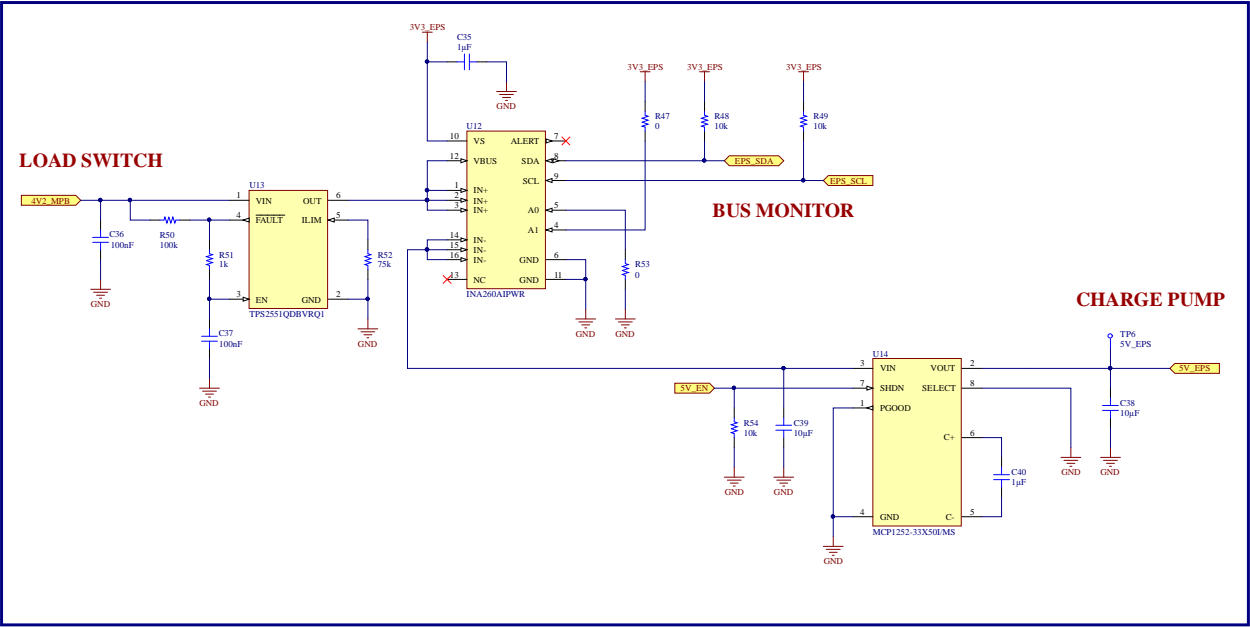 3V3_EPS
C35
1µF
GND
3V3_EPS
3V3_EPS
3V3_EPS
R47
0
R48
10k
R49
10k
LOAD SWITCH
U12
10
VS
ALERT
7
12
VBUS
SDA
8
EPS_SDA
SCL
9
EPS_SCL
1
IN+
2
IN+
3
IN+
A0
5
A1
4
14
IN-
15
IN-
16
IN-
GND
6
13
NC
GND
11
INA260AIPWR
BUS MONITOR
R53
0
GND
GND
4V2_MPB
U13
1
VIN
OUT
6
4
FAULT
ILIM
5
3
EN
GND
2
TPS2551QDBVRQ1
C36
100nF
GND
R50
100k
R51
1k
R52
75k
GND
C37
100nF
GND
CHARGE PUMP
TP6
5V_EPS
U14
3
VIN
VOUT
2
5V_EPS
5V_EN
7
SHDN
SELECT
8
1
PGOOD
C+
6
4
GND
C-
5
MCP1252-33X50I/MS
R54
10k
C39
10µF
GND
GND
C38
10µF
GND
GND
C40
1µF
GND